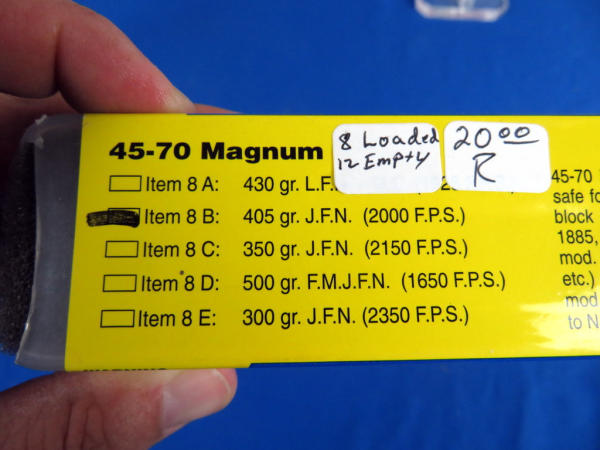 45-70 Magnum
8 Loaded
12 Empty
20 00
R
Item 8 A: 430 gr. L.F.
Item 8 B: 405 gr. J.F.N. (2000 F.P.S.)
Item 8 C: 350 gr. J.F.N. (2150 F.P.S.)
Item 8 D: 500 gr. F.M.J.F.N. (1650 F.P.S.)
Item 8 E: 300 gr. J.F.N. (2350 F.P.S.)
45-70
safe fo
block
1885,
mod.
etc.)
mod
to N